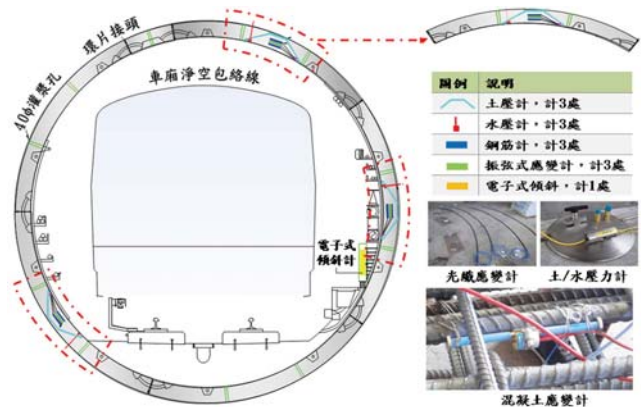 環片接頭
40φ灌漿孔
車廂淨空包絡線
電子式
傾斜計
圖例 說明
土壓計，計3處
水壓計，計3處
鋼筋計，計3處
振弦式應變計，計3處
電子式傾斜，計1處
光纖應變計
土/水壓力計
混凝土應變計